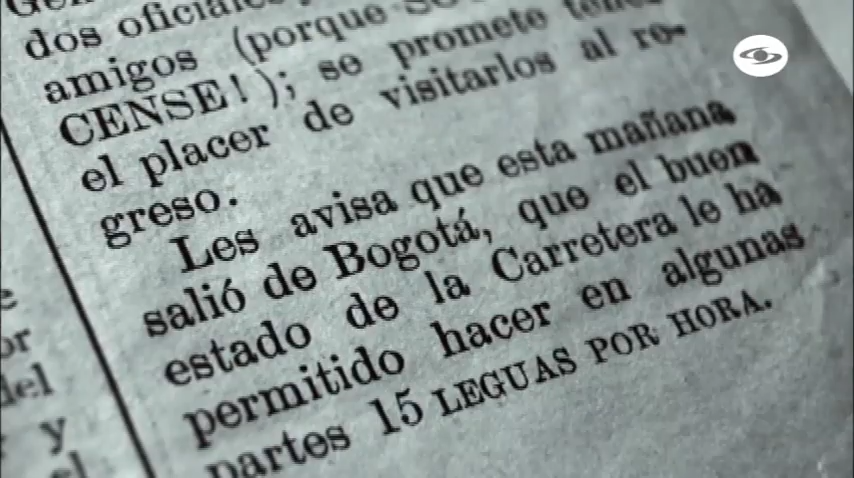 dos
amigos (porque
CENSE!); se promete
el placer de visitarlos al re-
greso.
Les avisa que esta mañana
salió de Bogotá, que el buen
estado de la Carretera le ha
permitido hacer en algunas
partes 15 LEGUAS POR HORA.
del
y